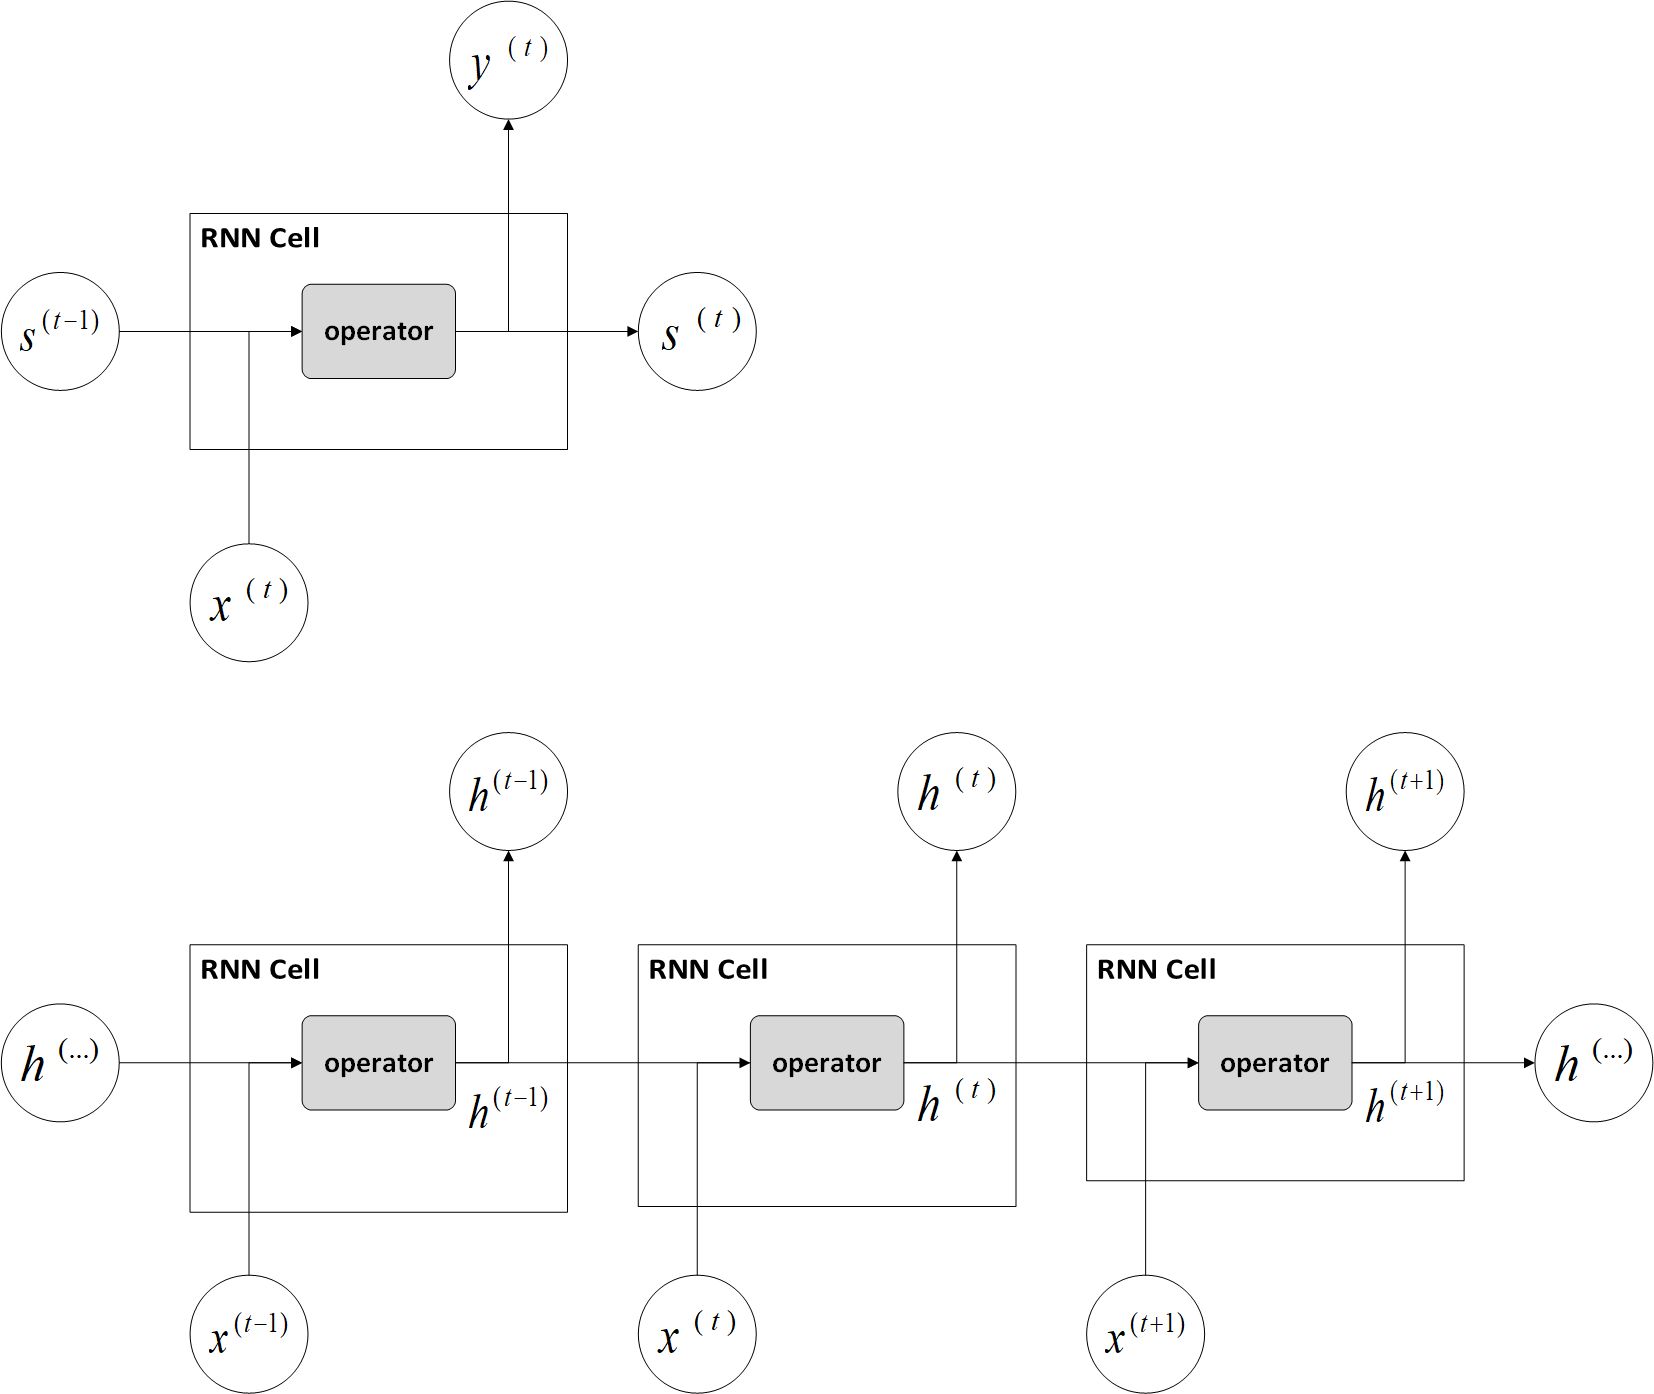 y ( t )
RNN Cell
s(t−1)
operator
s ( t )
x ( t )
h(t−1)
h ( t )
h(t+1)
RNN Cell
RNN Cell
RNN Cell
h (...)
operator
operator
operator
h (...)
h(t−1)
h ( t )
h(t+1)
x(t−1)
x ( t )
x(t+1)